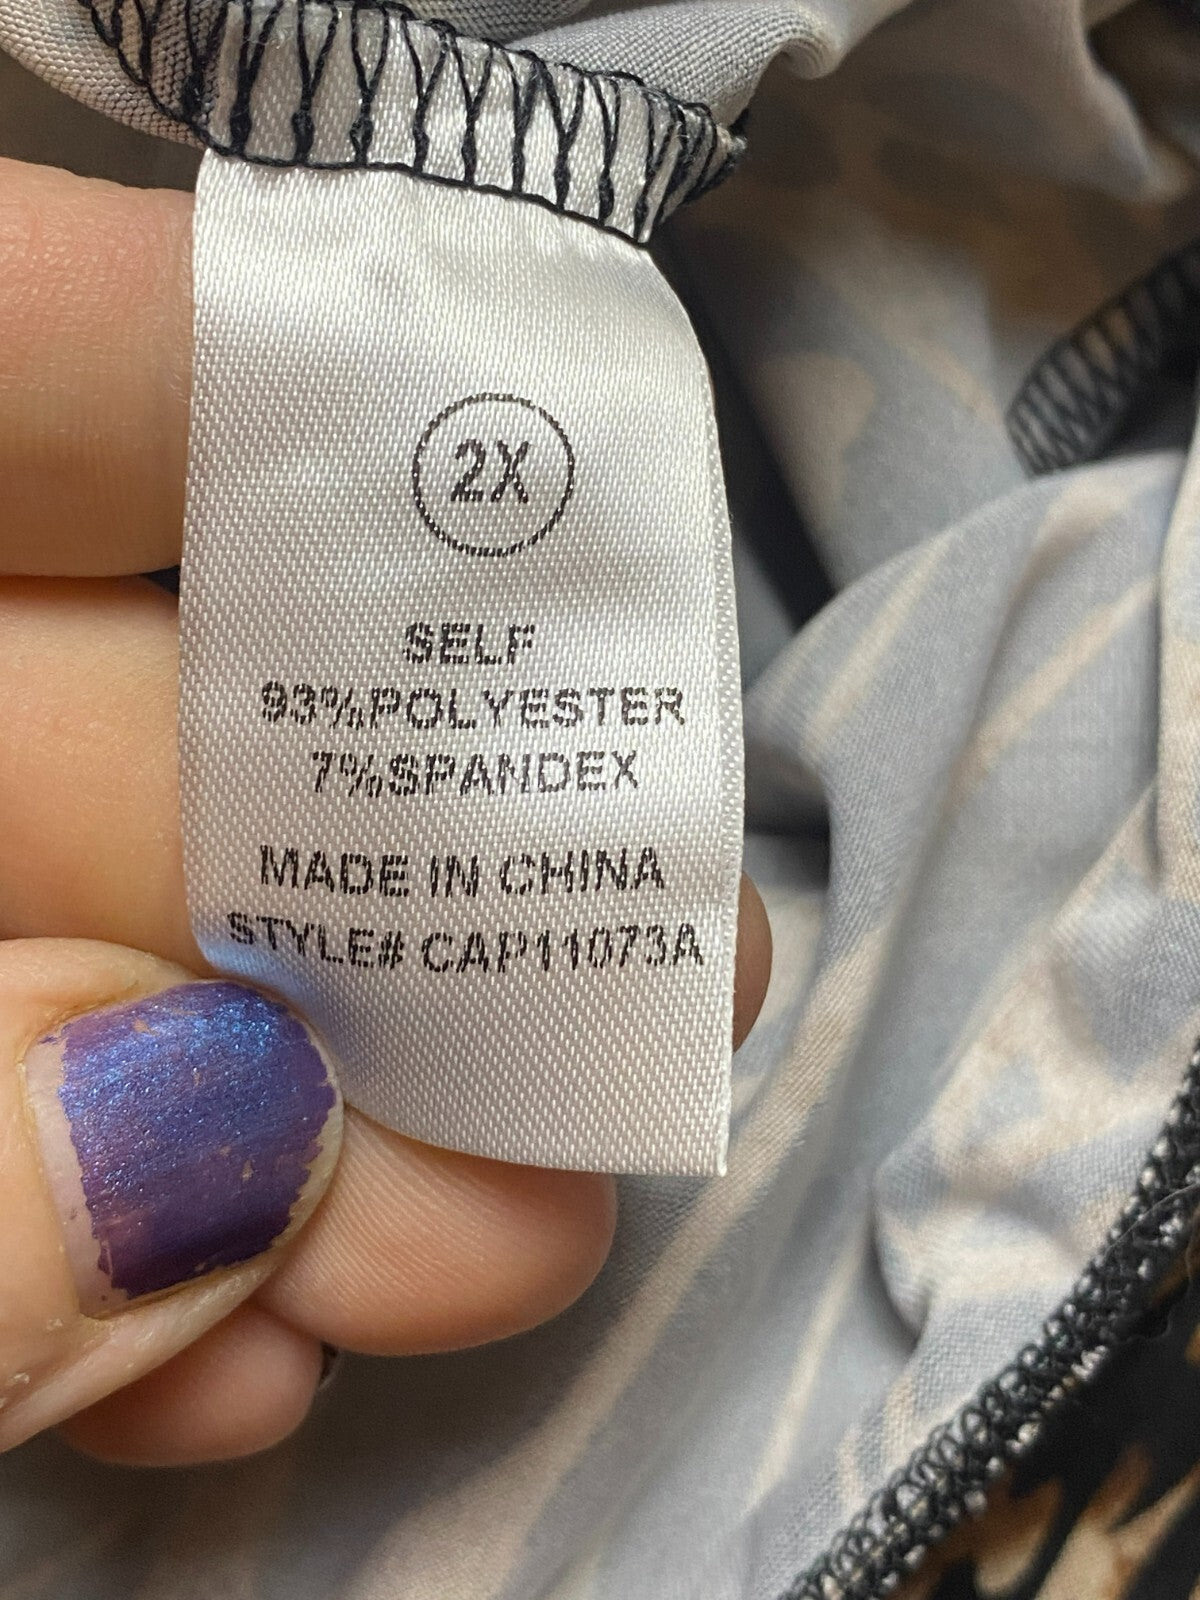 2X
SELF
93%POLYESTER
7%SPANDEX
MADE IN CHINA
STYLE# CAP11073A